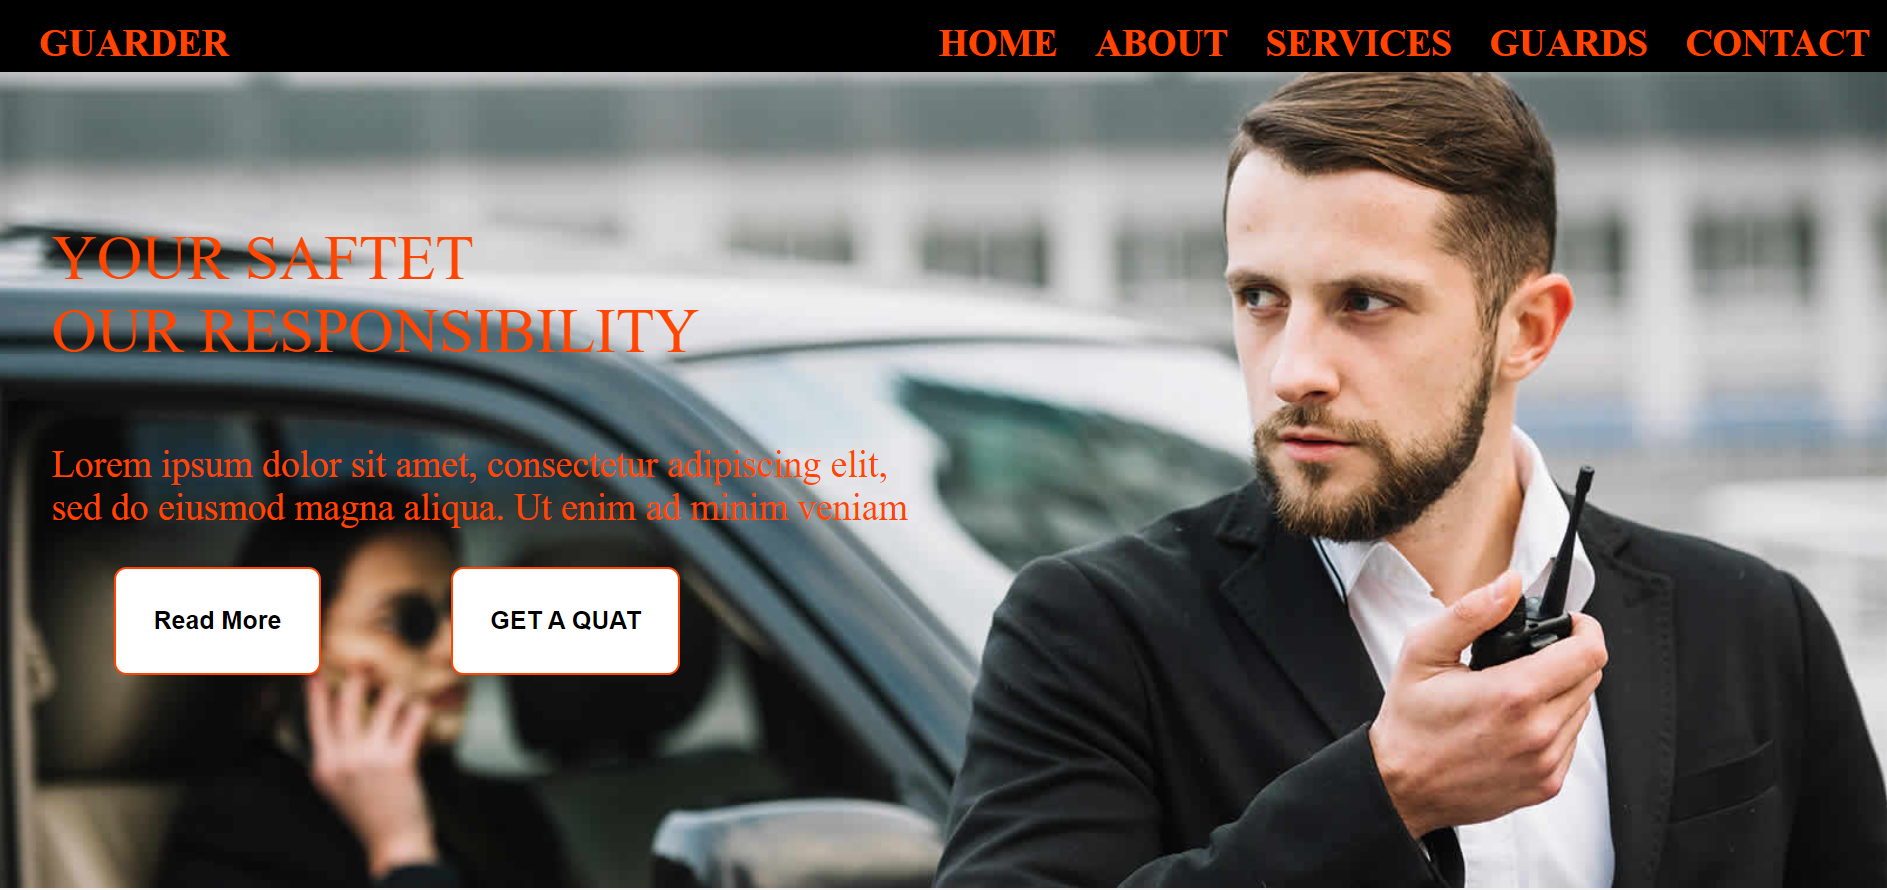 GUARDER HOME ABOUT SERVICES GUARDS CONTACT
YOUR SAFTET
OUR RESPONSIBILITY
Lorem ipsum dolor sit amet, consectetur adipiscing elit,
sed do eiusmod magna aliqua. Ut enim ad minim veniam
Read More GET A QUAT